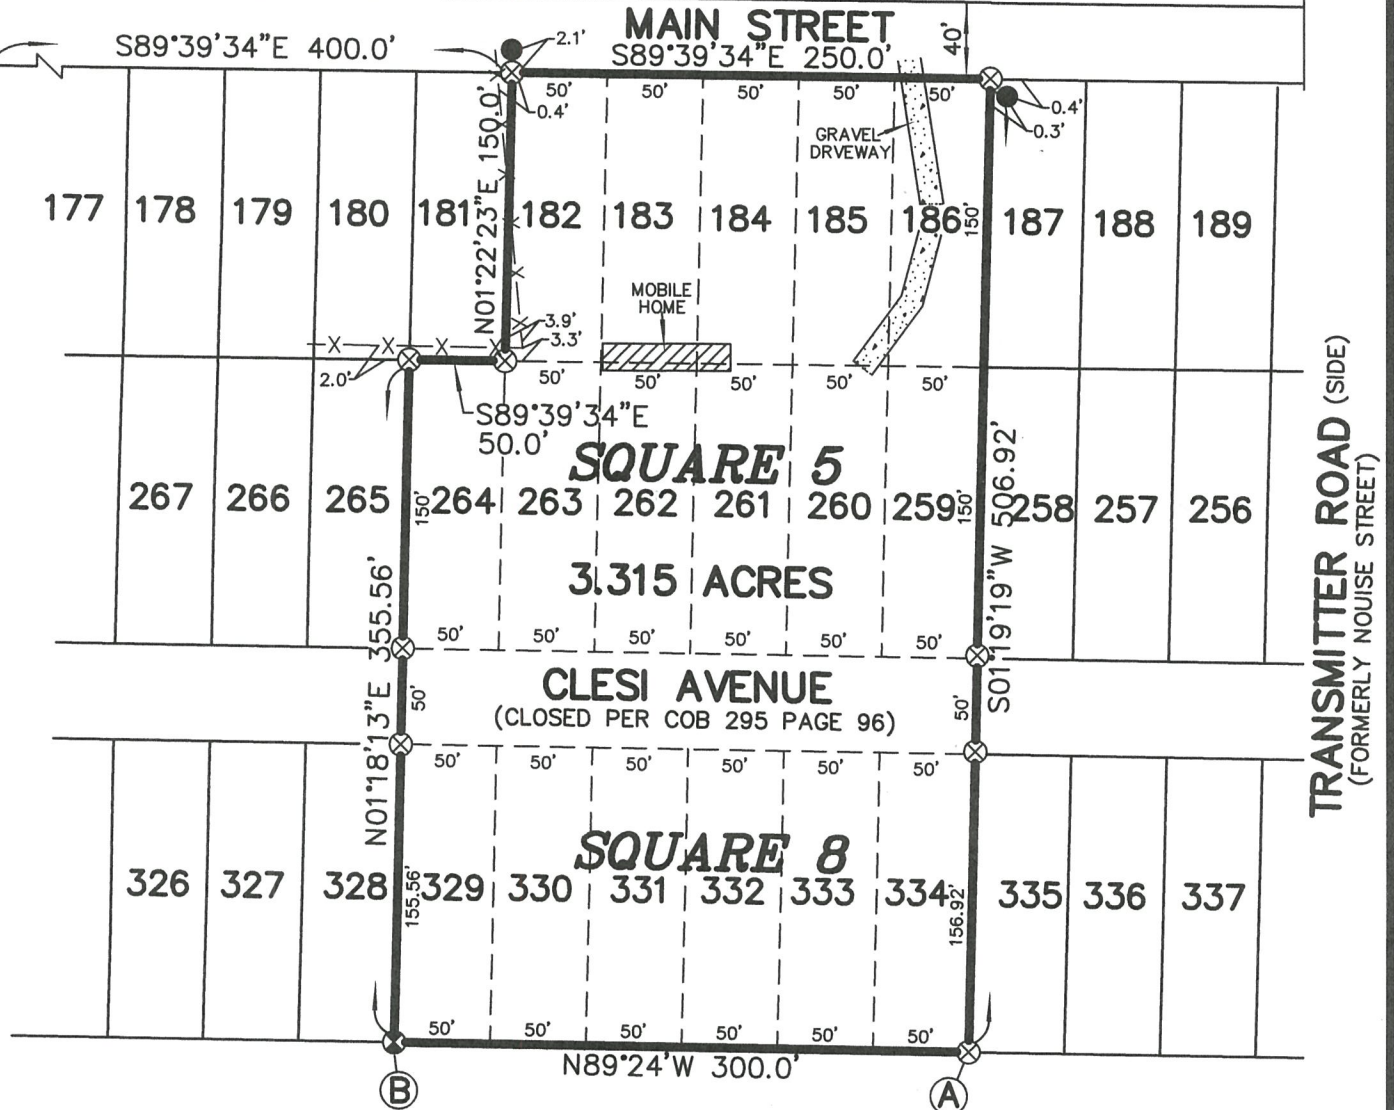 MAIN STREET
S89°39'34"E 400.0'
S89°39'34"E 250.0'
40'
2.1'
0.4'
0.4'
0.3'
50' 50' 50' 50' 50'
GRAVEL
DRVEWAY
N01°22'23"E 150.0'
177 178 179 180 181 182 183 184 185 186 187 188 189
150'
MOBILE
HOME
3.9'
3.3'
2.0'
50' 50' 50' 50' 50'
S89°39'34"E
50.0'
SQUARE 5
267 266 265 264 263 262 261 260 259 258 257 256
150'
150'
3.315 ACRES
N01°18'13"E 355.56'
S01°19'19"W 506.92'
50' 50' 50' 50' 50' 50'
CLESI AVENUE
(CLOSED PER COB 295 PAGE 96)
50'
50'
50' 50' 50' 50' 50' 50'
SQUARE 8
326 327 328 329 330 331 332 333 334 335 336 337
155.56'
156.92'
50' 50' 50' 50' 50' 50'
N89°24'W 300.0'
B
A
TRANSMITTER ROAD (SIDE)
(FORMERLY NOUISE STREET)